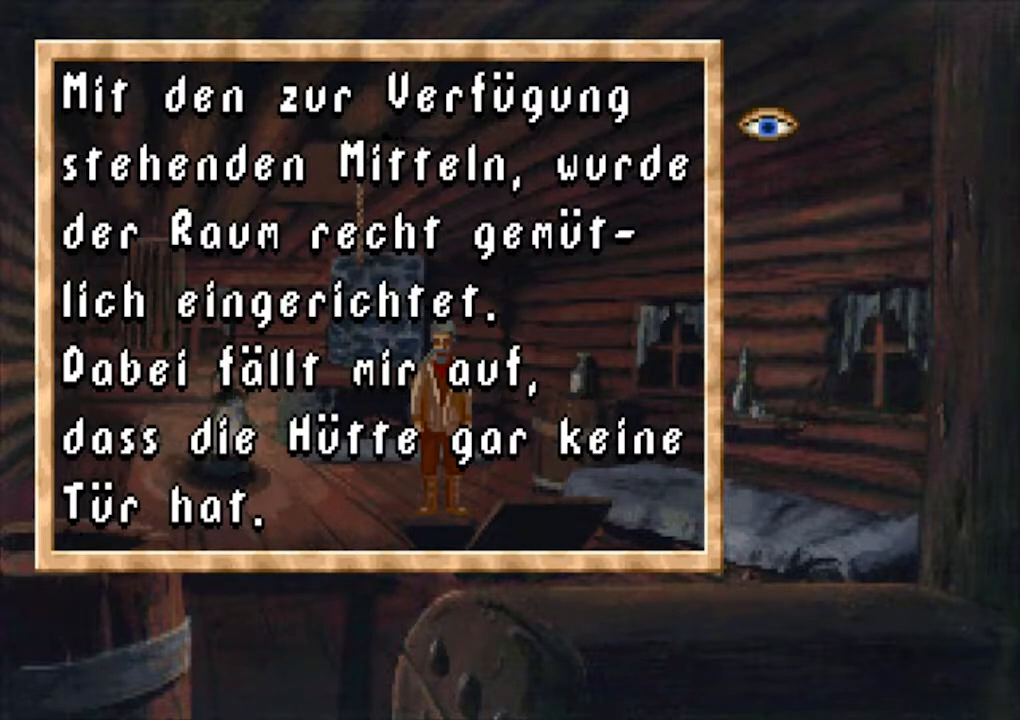 Mit den zur Verfügung
stehenden Mitteln, wurde
der Raum recht gemüt-
lich eingerichtet.
Dabei fällt mir auf,
dass die Hütte gar keine
Tür hat.